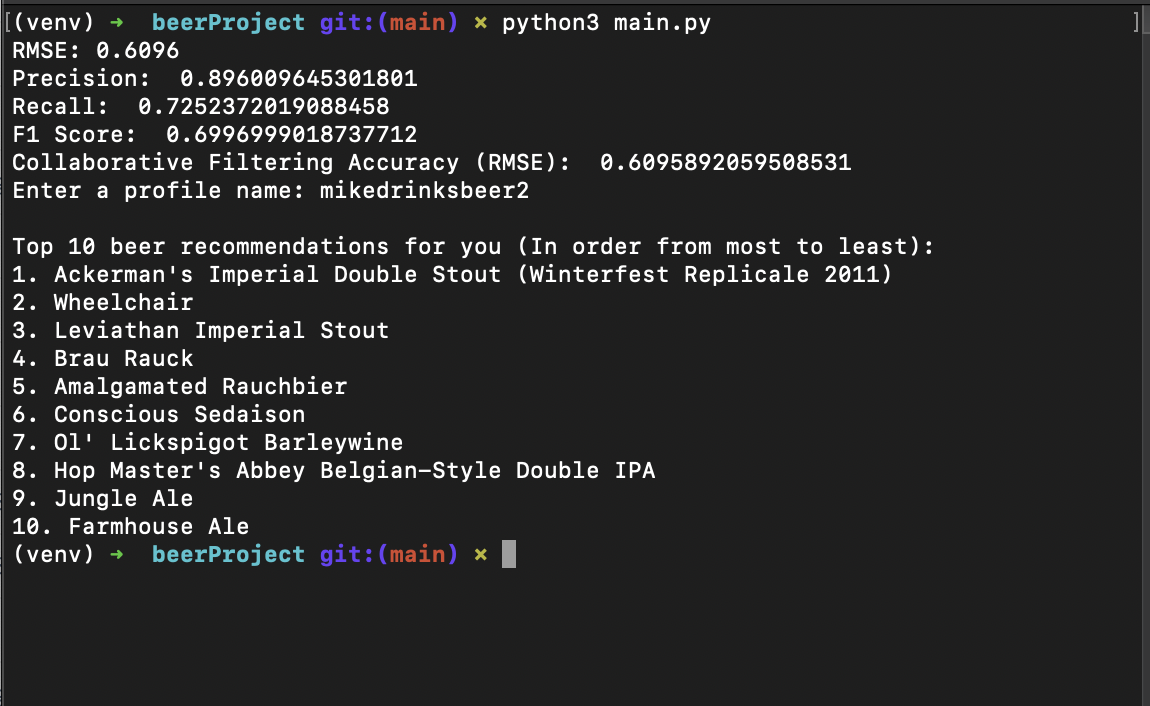 [(venv) ➜  beerProject git:(main) ✗ python3 main.py ]
RMSE: 0.6096
Precision:  0.896009645301801
Recall:  0.7252372019088458
F1 Score:  0.6996999018737712
Collaborative Filtering Accuracy (RMSE):  0.6095892059508531
Enter a profile name: mikedrinksbeer2
Top 10 beer recommendations for you (In order from most to least):
1. Ackerman's Imperial Double Stout (Winterfest Replicale 2011)
2. Wheelchair
3. Leviathan Imperial Stout
4. Brau Rauck
5. Amalgamated Rauchbier
6. Conscious Sedaison
7. Ol' Lickspigot Barleywine
8. Hop Master's Abbey Belgian-Style Double IPA
9. Jungle Ale
10. Farmhouse Ale
(venv) ➜  beerProject git:(main) ✗